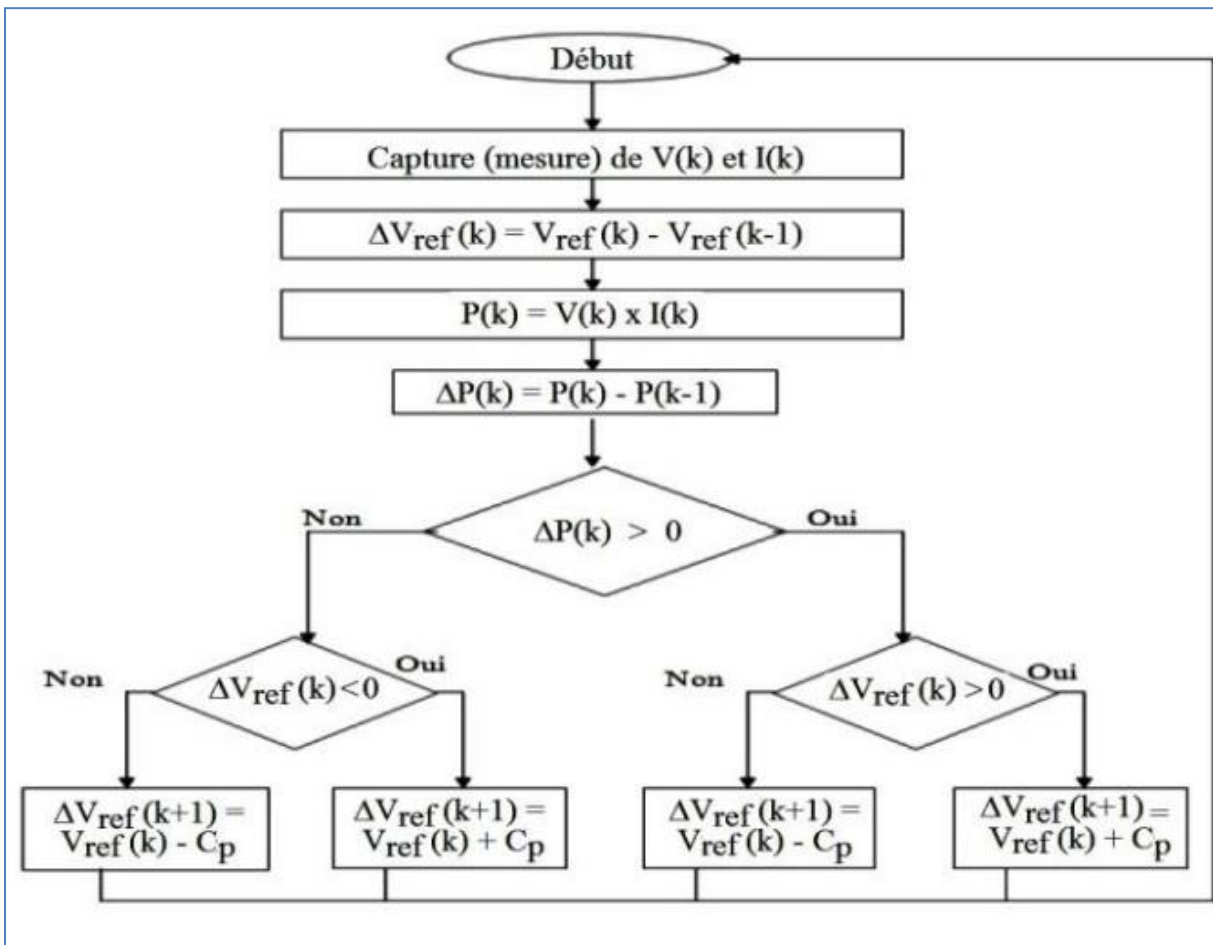 Début
Capture (mesure) de V(k) et I(k)
ΔVref (k) = Vref (k) - Vref (k-1)
P(k) = V(k) x I(k)
ΔP(k) = P(k) - P(k-1)
Non
ΔP(k) > 0
Oui
Non
ΔVref (k) <0
Oui
Non
ΔVref (k) >0
Oui
ΔVref (k+1) =
Vref (k) - Cp
ΔVref (k+1) =
Vref (k) + Cp
ΔVref (k+1) =
Vref (k) - Cp
ΔVref (k+1) =
Vref (k) + Cp